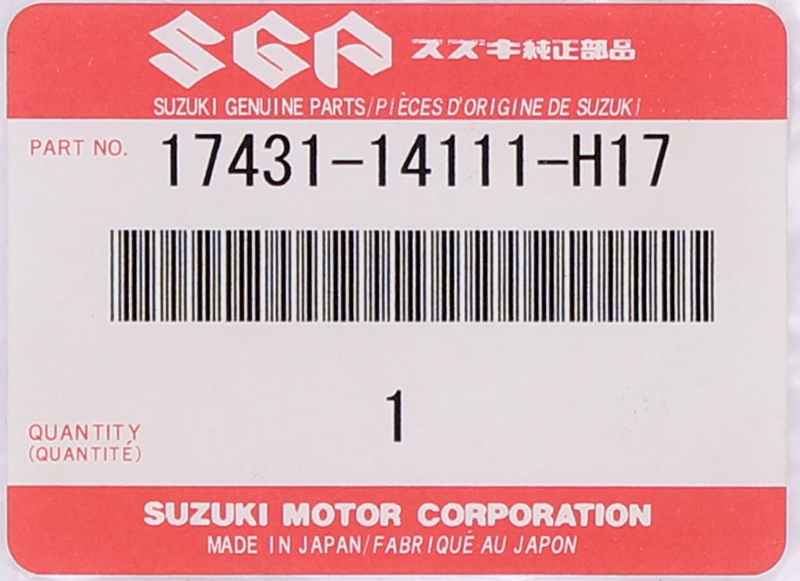 SGP スズキ純正部品
SUZUKI GENUINE PARTS/PIÈCES D'ORIGINE DE SUZUKI
PART NO. 17431-14111-H17
1
QUANTITY
(QUANTITÉ)
SUZUKI MOTOR CORPORATION
MADE IN JAPAN/FABRIQUÉ AU JAPON